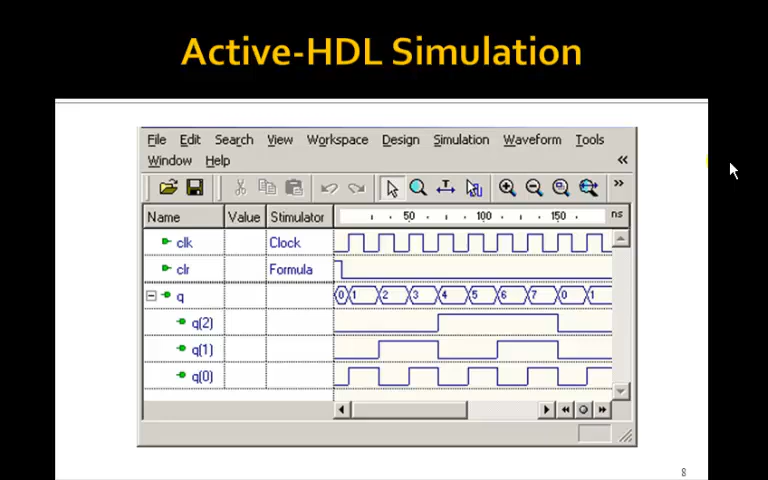 Active-HDL Simulation
File Edit Search View Workspace Design Simulation Waveform Tools
Window Help «
»
Name Value Stimulator 50 100 150 ns
clk Clock
clr Formula
q 0 1 2 3 4 5 6 7 0 1
q(2)
q(1)
q(0)
8